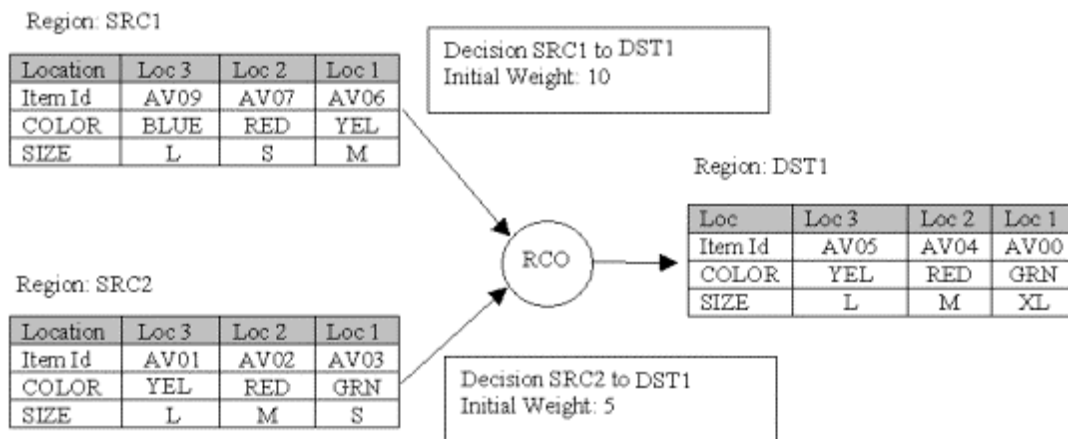 Region: SRC1
Location Loc 3 Loc 2 Loc 1
Item Id AV09 AV07 AV06
COLOR BLUE RED YEL
SIZE L S M
Decision SRC1 to DST1
Initial Weight: 10
Region: DST1
Loc Loc 3 Loc 2 Loc 1
Item Id AV05 AV04 AV00
COLOR YEL RED GRN
SIZE L M XL
RCO
Region: SRC2
Location Loc 3 Loc 2 Loc 1
Item Id AV01 AV02 AV03
COLOR YEL RED GRN
SIZE L M S
Decision SRC2 to DST1
Initial Weight: 5